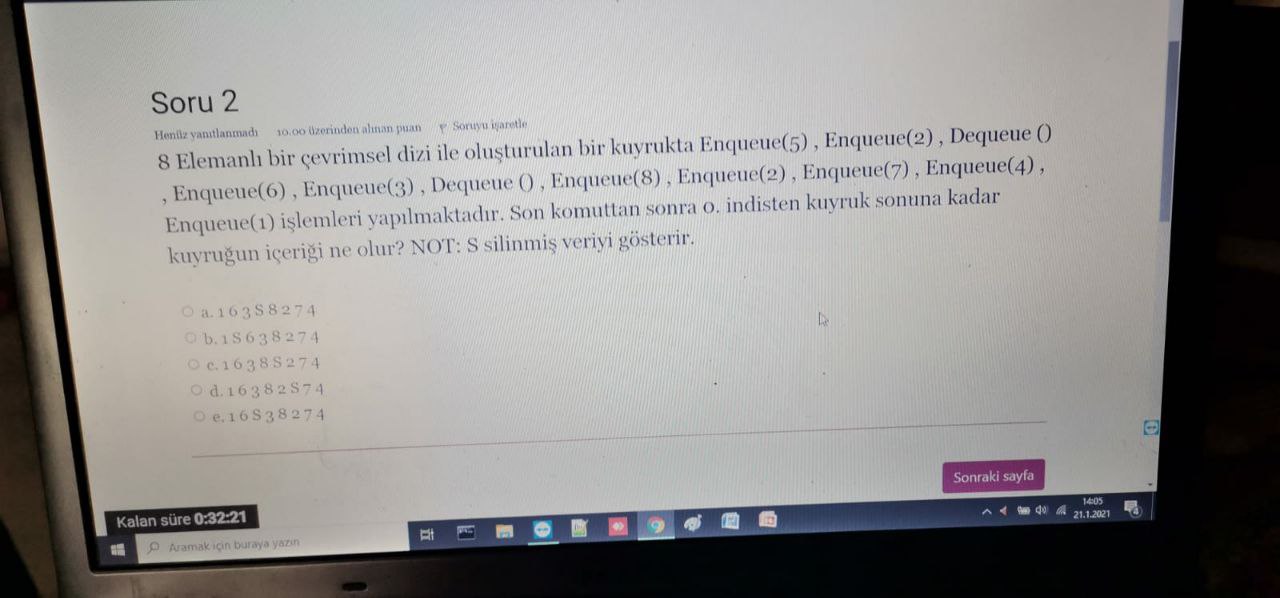 Soru 2
Henüz yanıtlanmadı 10.00 üzerinden alınan puan Soruyu işaretle
8 Elemanlı bir çevrimsel dizi ile oluşturulan bir kuyrukta Enqueue(5) , Enqueue(2) , Dequeue ()
, Enqueue(6) , Enqueue(3) , Dequeue () , Enqueue(8) , Enqueue(2) , Enqueue(7) , Enqueue(4) ,
Enqueue(1) işlemleri yapılmaktadır. Son komuttan sonra 0. indisten kuyruk sonuna kadar
kuyruğun içeriği ne olur? NOT: S silinmiş veriyi gösterir.
a. 1 6 3 S 8 2 7 4
b. 1 S 6 3 8 2 7 4
c. 1 6 3 8 S 2 7 4
d. 1 6 3 8 2 S 7 4
e. 1 6 S 3 8 2 7 4
Sonraki sayfa
Kalan süre 0:32:21
Aramak için buraya yazın
14:05
21.1.2021